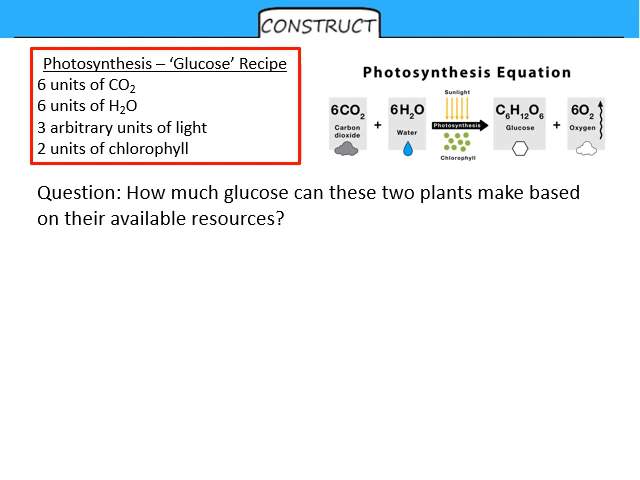 CONSTRUCT
Photosynthesis – ‘Glucose’ Recipe
6 units of CO₂
6 units of H₂O
3 arbitrary units of light
2 units of chlorophyll
Photosynthesis Equation
Sunlight
6CO₂ + 6H₂O Photosynthesis C₆H₁₂O₆ + 6O₂
Carbon dioxide
Water
Chlorophyll
Glucose
Oxygen
Question: How much glucose can these two plants make based
on their available resources?